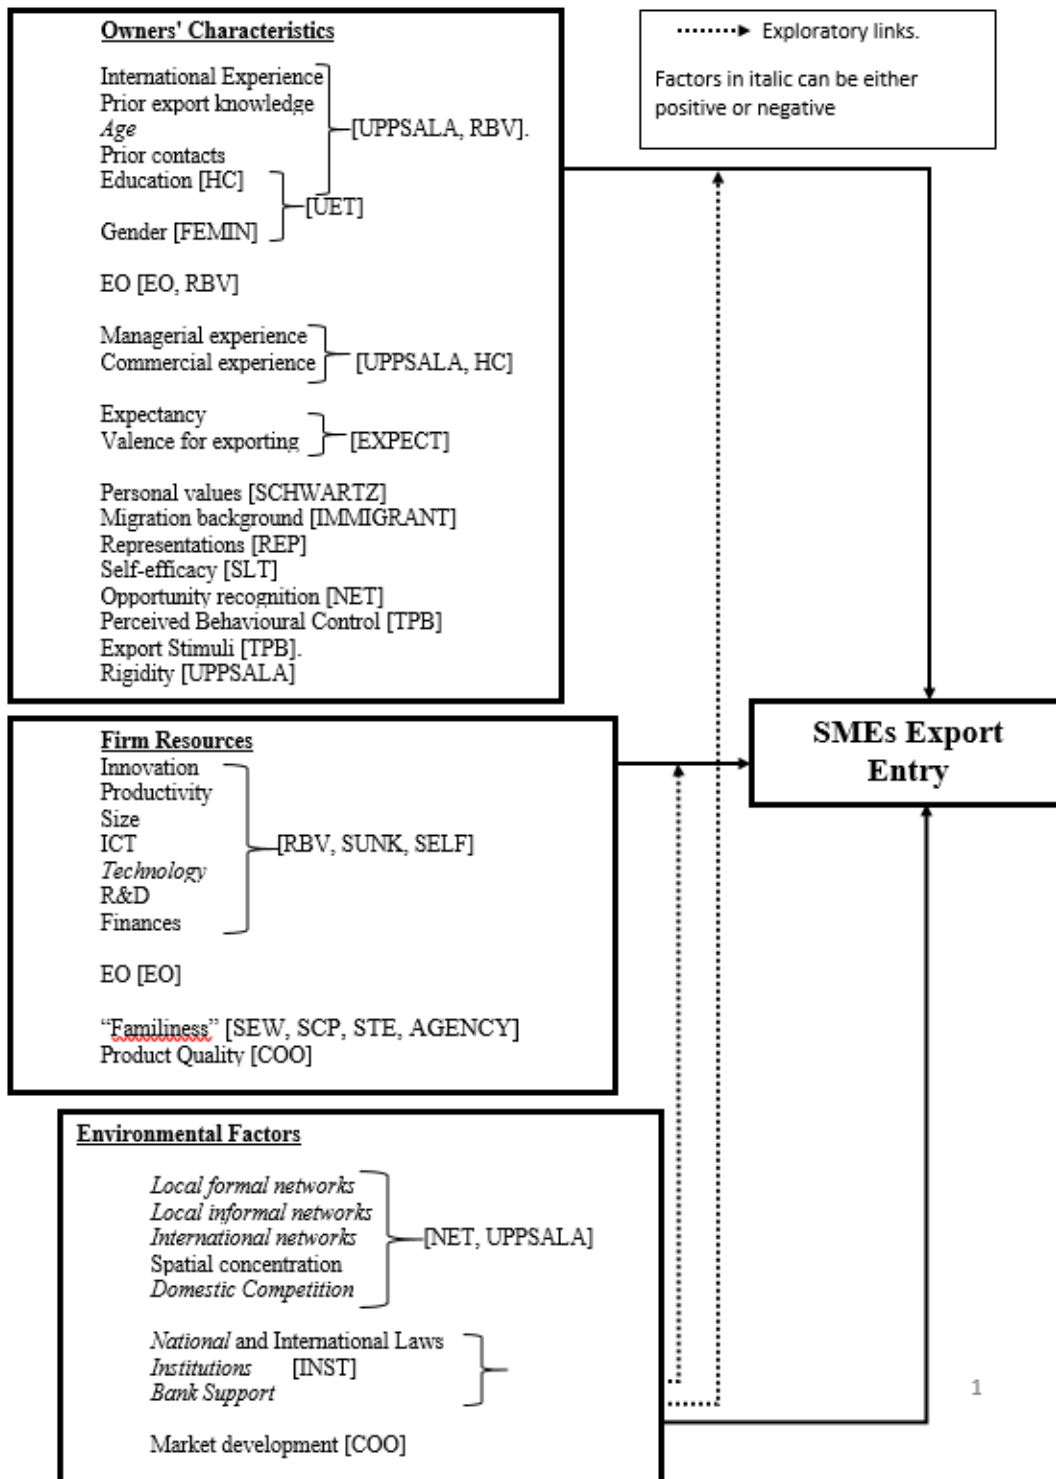 Owners' Characteristics
International Experience
Prior export knowledge
Age
[UPPSALA, RBV].
Prior contacts
Education [HC]
[UET]
Gender [FEMIN]
EO [EO, RBV]
Managerial experience
Commercial experience
[UPPSALA, HC]
Expectancy
Valence for exporting
[EXPECT]
Personal values [SCHWARTZ]
Migration background [IMMIGRANT]
Representations [REP]
Self-efficacy [SLT]
Opportunity recognition [NET]
Perceived Behavioural Control [TPB]
Export Stimuli [TPB].
Rigidity [UPPSALA]
Exploratory links.
Factors in italic can be either
positive or negative
SMEs Export
Entry
Firm Resources
Innovation
Productivity
Size
ICT
[RBV, SUNK, SELF]
Technology
R&D
Finances
EO [EO]
“Familiness” [SEW, SCP, STE, AGENCY]
Product Quality [COO]
Environmental Factors
Local formal networks
Local informal networks
International networks
[NET, UPPSALA]
Spatial concentration
Domestic Competition
National and International Laws
Institutions [INST]
Bank Support
Market development [COO]
1